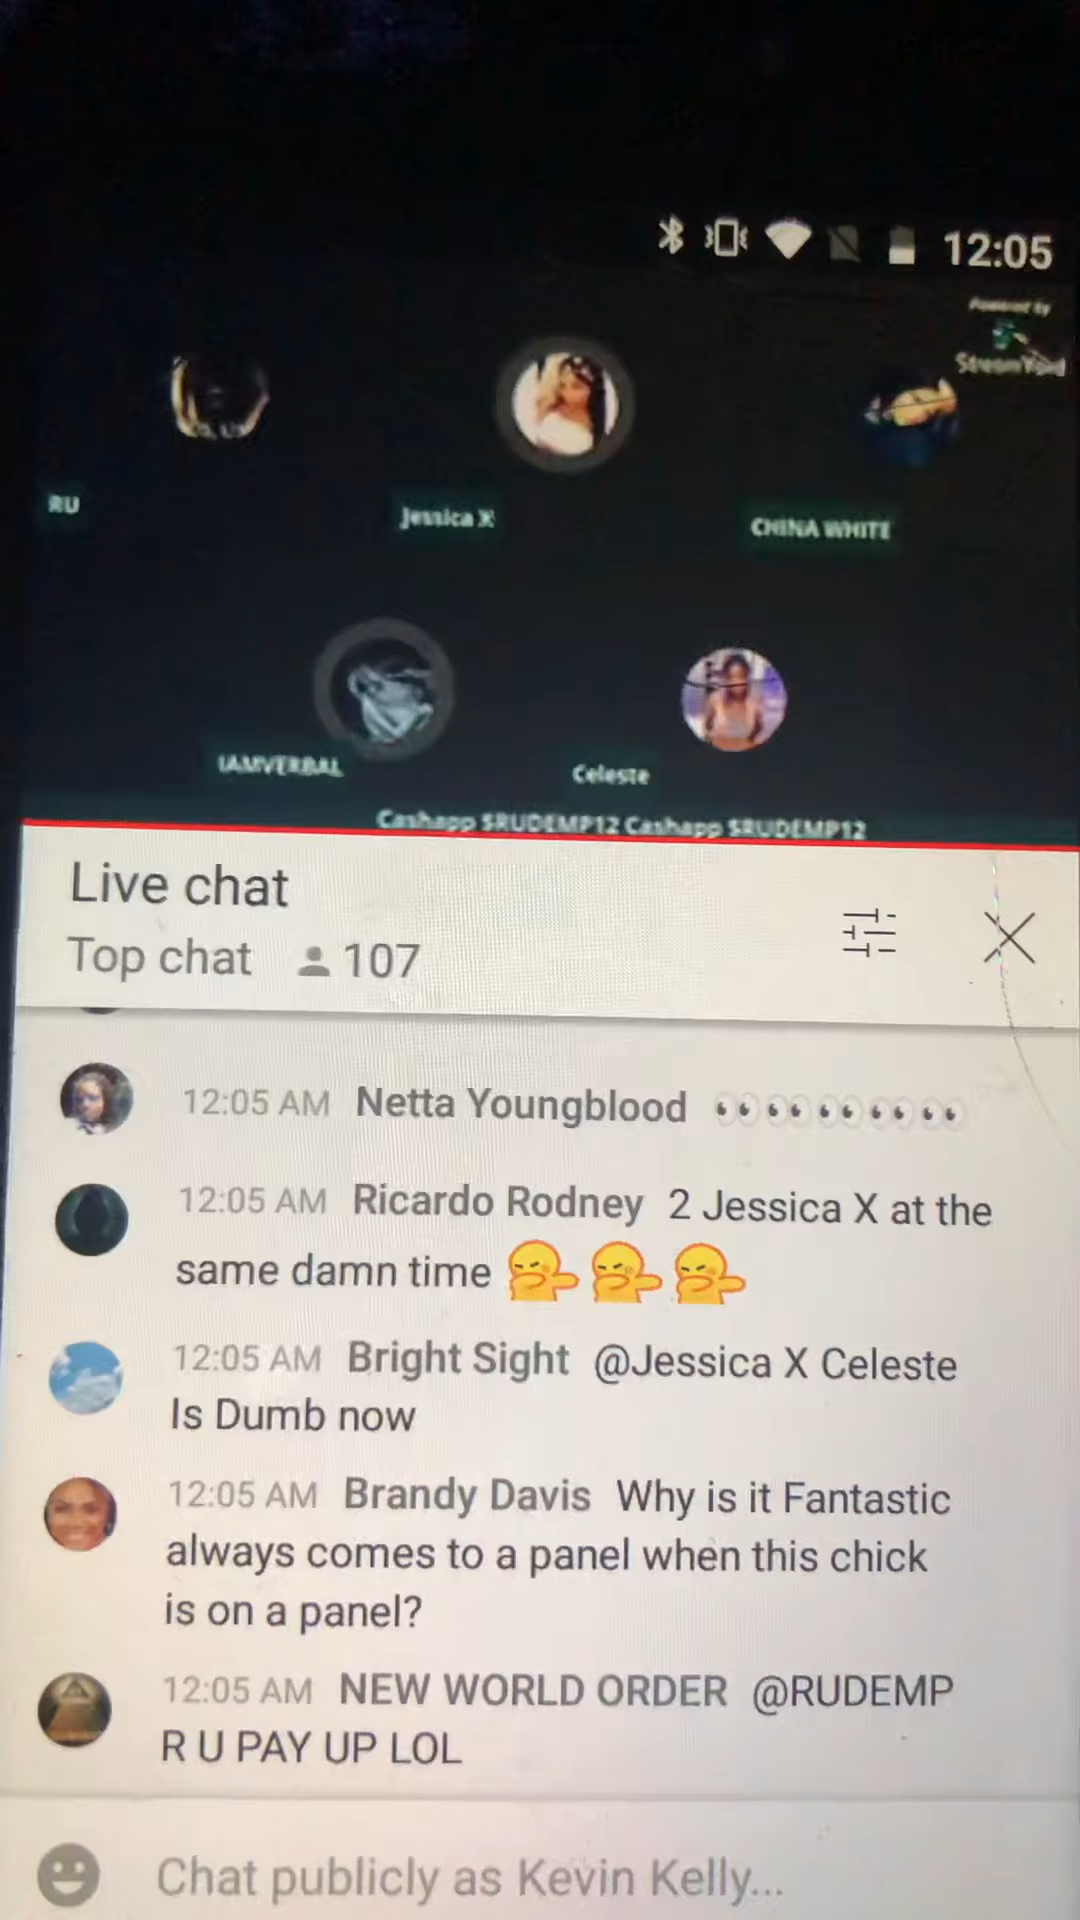 12:05
Powered by
StreamYard
RU
Jessica X
CHINA WHITE
IAMVERBAL
Celeste
Cashapp $RUDEMP12 Cashapp $RUDEMP12
Live chat
Top chat 107
12:05 AM Netta Youngblood
12:05 AM Ricardo Rodney 2 Jessica X at the
same damn time
12:05 AM Bright Sight @Jessica X Celeste
Is Dumb now
12:05 AM Brandy Davis Why is it Fantastic
always comes to a panel when this chick
is on a panel?
12:05 AM NEW WORLD ORDER @RUDEMP
R U PAY UP LOL
Chat publicly as Kevin Kelly...